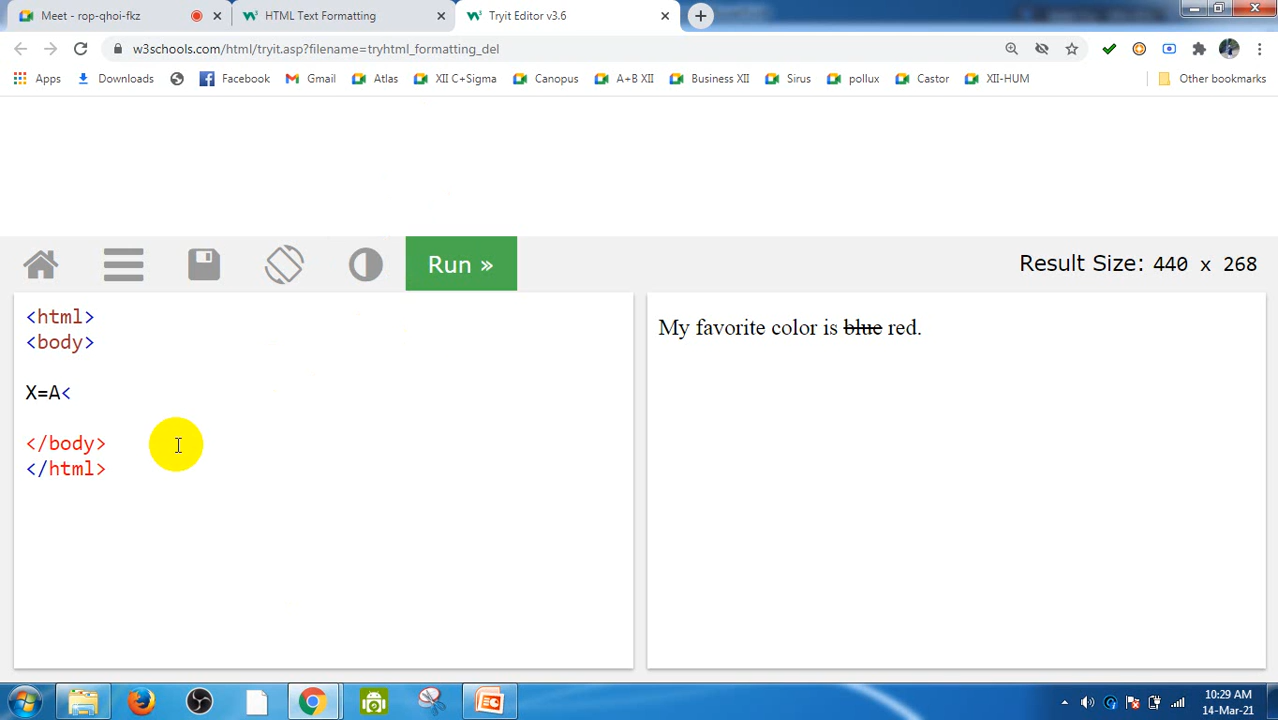 Meet - rop-qhoi-fkz
HTML Text Formatting
Tryit Editor v3.6
w3schools.com/html/tryit.asp?filename=tryhtml_formatting_del
Apps
Downloads
Facebook
Gmail
Atlas
XII C+Sigma
Canopus
A+B XII
Business XII
Sirus
pollux
Castor
XII-HUM
Other bookmarks
Run »
Result Size: 440 x 268
<html>
<body>
X=A<
</body>
</html>
My favorite color is blue red.
10:29 AM
14-Mar-21